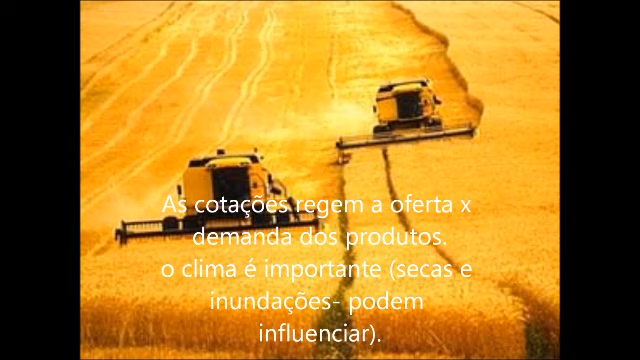 As cotações regem a oferta x
demanda dos produtos.
o clima é importante (secas e
inundações- podem
influenciar).